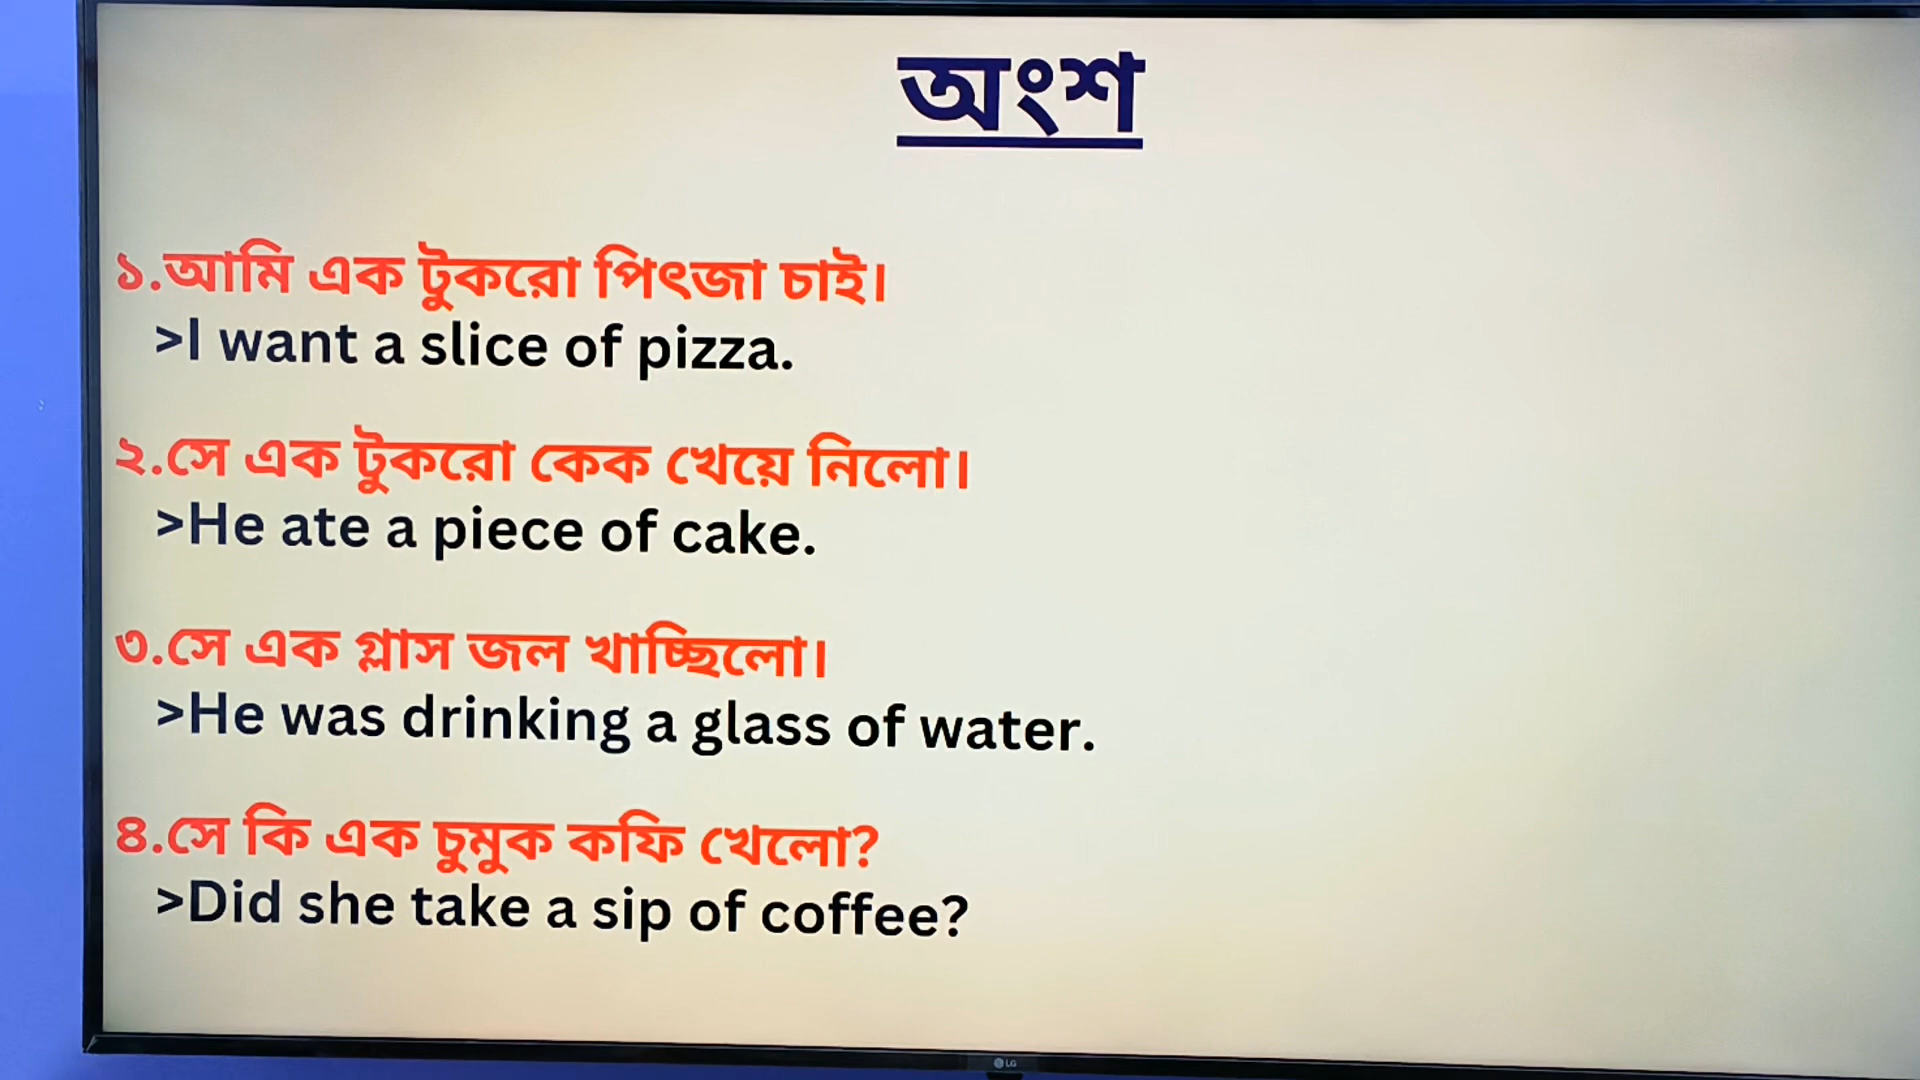 অংশ
১.আমি এক টুকরো পিৎজা চাই।
>I want a slice of pizza.
২.সে এক টুকরো কেক খেয়ে নিলো।
>He ate a piece of cake.
৩.সে এক গ্লাস জল খাচ্ছিলো।
>He was drinking a glass of water.
৪.সে কি এক চুমুক কফি খেলো?
>Did she take a sip of coffee?
LG